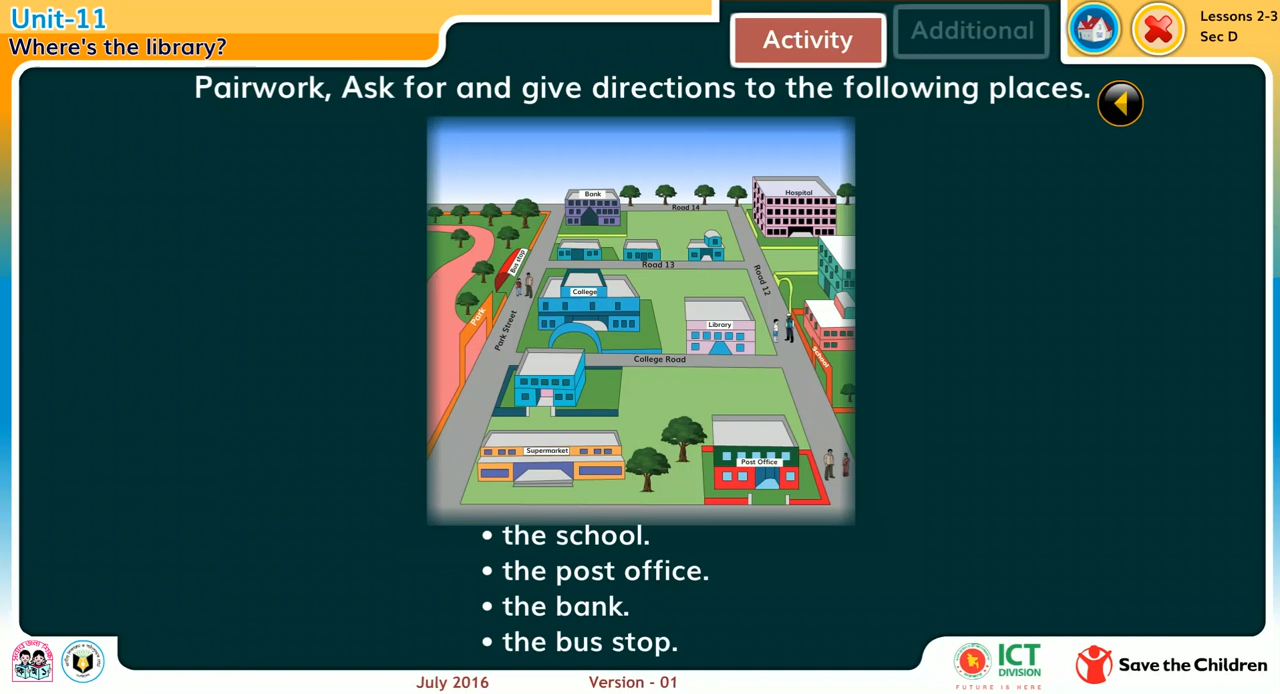 Unit-11
Where's the library?
Activity
Additional
Lessons 2-3
Sec D
Pairwork, Ask for and give directions to the following places.
Bank
Hospital
Road 14
Bus stop
Road 13
Road 12
College
Park
Park Street
Library
College Road
School
Supermarket
Post Office
• the school.
• the post office.
• the bank.
• the bus stop.
July 2016
Version - 01
ICT
DIVISION
FUTURE IS HERE
Save the Children